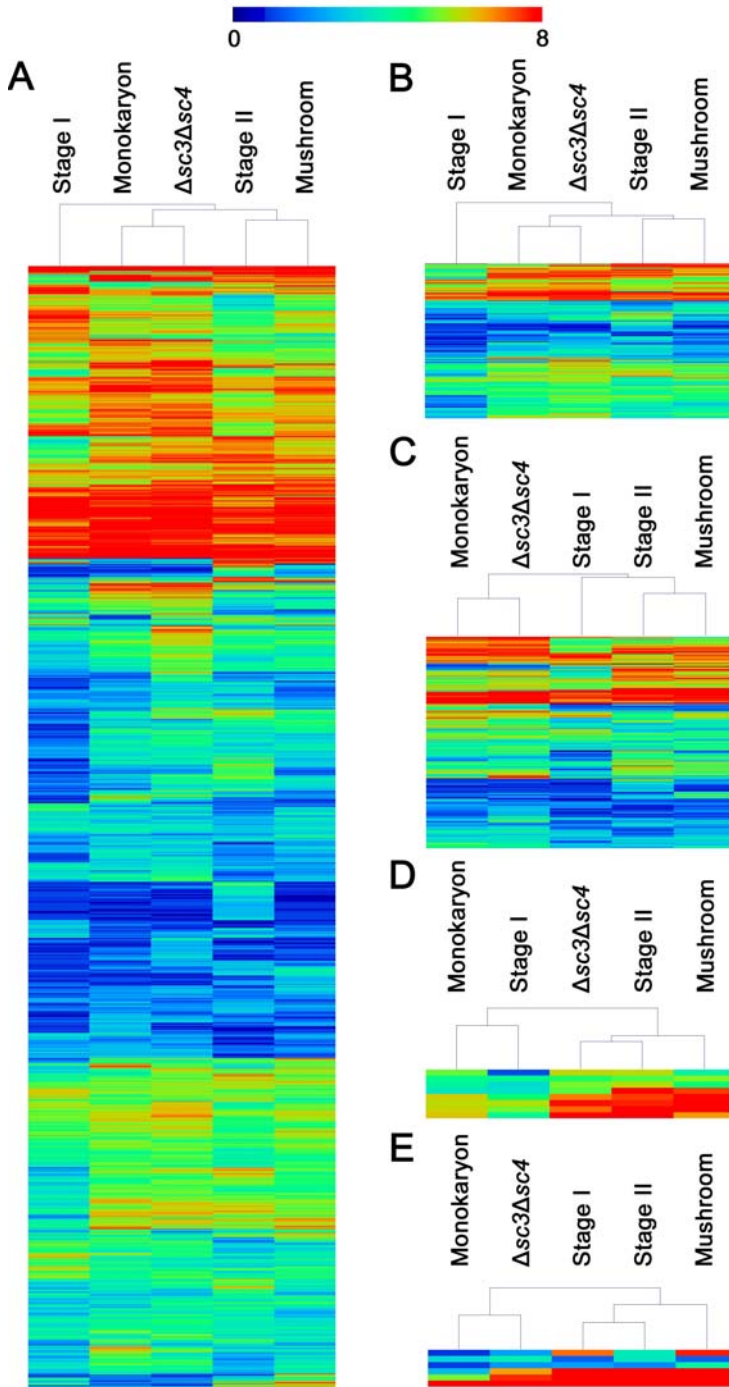 0 8
A
Stage I
Monokaryon
Δsc3Δsc4
Stage II
Mushroom
B
Stage I
Monokaryon
Δsc3Δsc4
Stage II
Mushroom
C
Monokaryon
Δsc3Δsc4
Stage I
Stage II
Mushroom
D
Monokaryon
Stage I
Δsc3Δsc4
Stage II
Mushroom
E
Monokaryon
Δsc3Δsc4
Stage I
Stage II
Mushroom